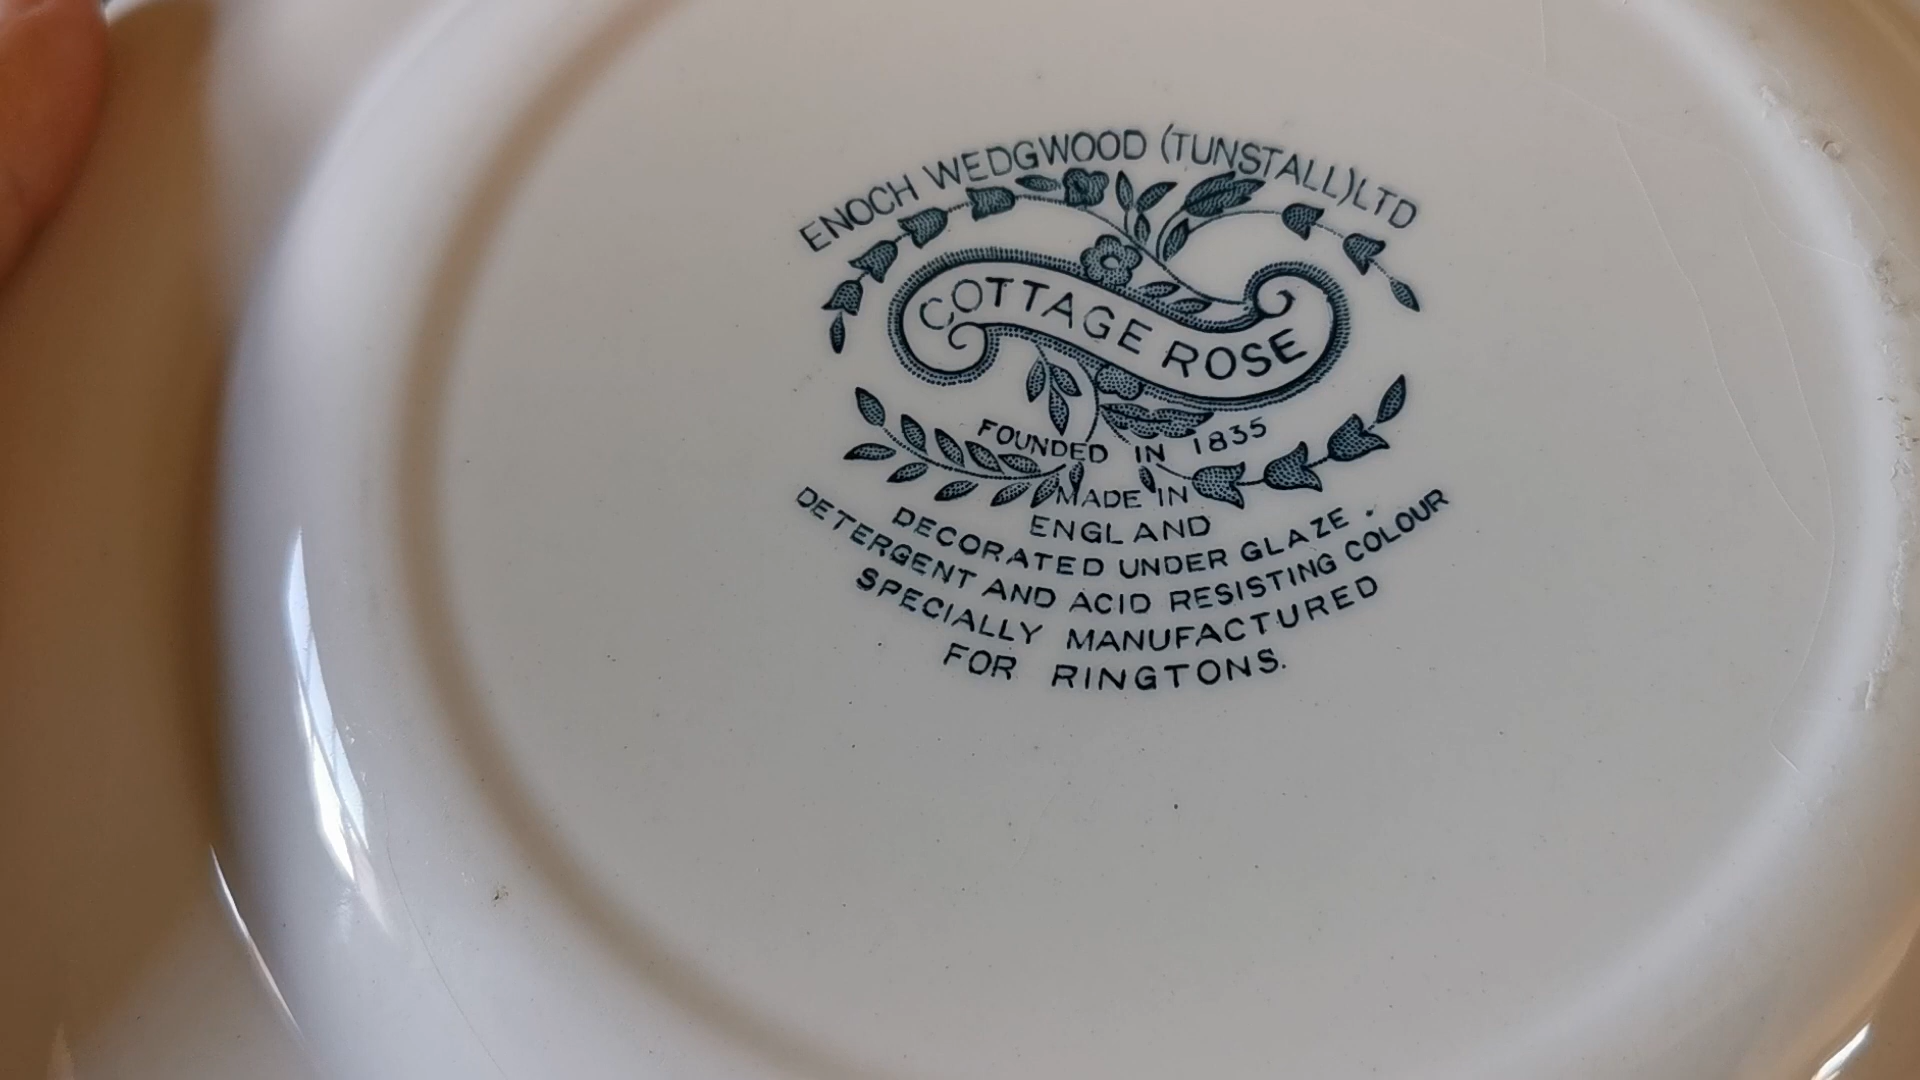 ENOCH WEDGWOOD (TUNSTALL) LTD
COTTAGE ROSE
FOUNDED IN 1835
MADE IN
ENGLAND
DECORATED UNDER GLAZE.
DETERGENT AND ACID RESISTING COLOUR
SPECIALLY MANUFACTURED
FOR RINGTONS.